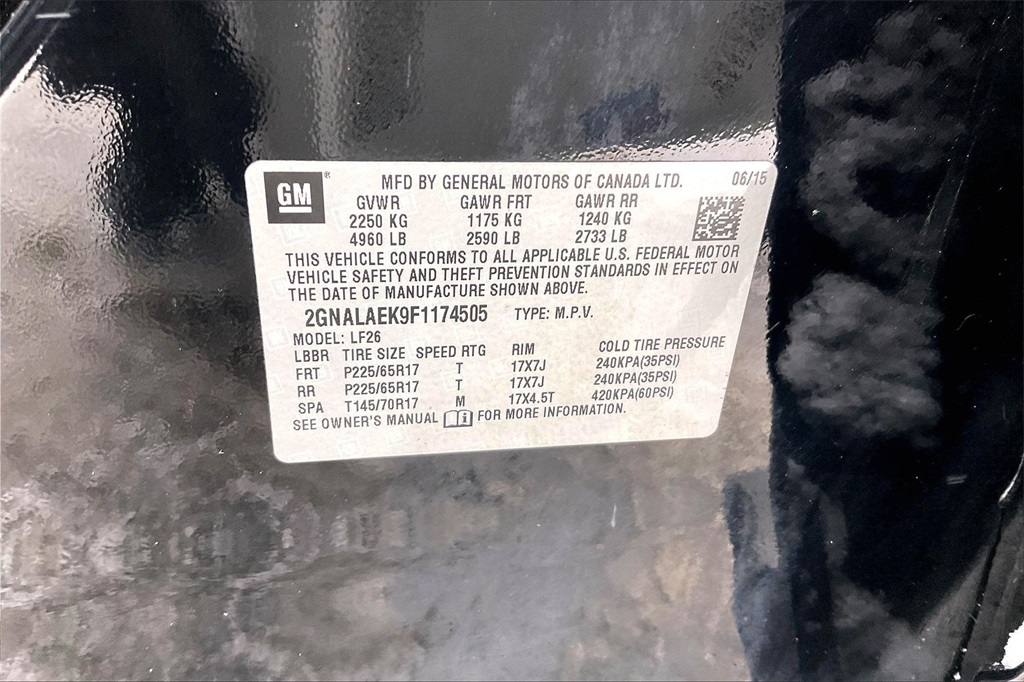 GM®
MFD BY GENERAL MOTORS OF CANADA LTD. 06/15
GVWR GAWR FRT GAWR RR
2250 KG 1175 KG 1240 KG
4960 LB 2590 LB 2733 LB
THIS VEHICLE CONFORMS TO ALL APPLICABLE U.S. FEDERAL MOTOR
VEHICLE SAFETY AND THEFT PREVENTION STANDARDS IN EFFECT ON
THE DATE OF MANUFACTURE SHOWN ABOVE.
2GNALAEK9F1174505 TYPE: M.P.V.
MODEL: LF26
LBBR TIRE SIZE SPEED RTG RIM COLD TIRE PRESSURE
FRT P225/65R17 T 17X7J 240KPA(35PSI)
RR P225/65R17 T 17X7J 240KPA(35PSI)
SPA T145/70R17 M 17X4.5T 420KPA(60PSI)
SEE OWNER'S MANUAL i FOR MORE INFORMATION.